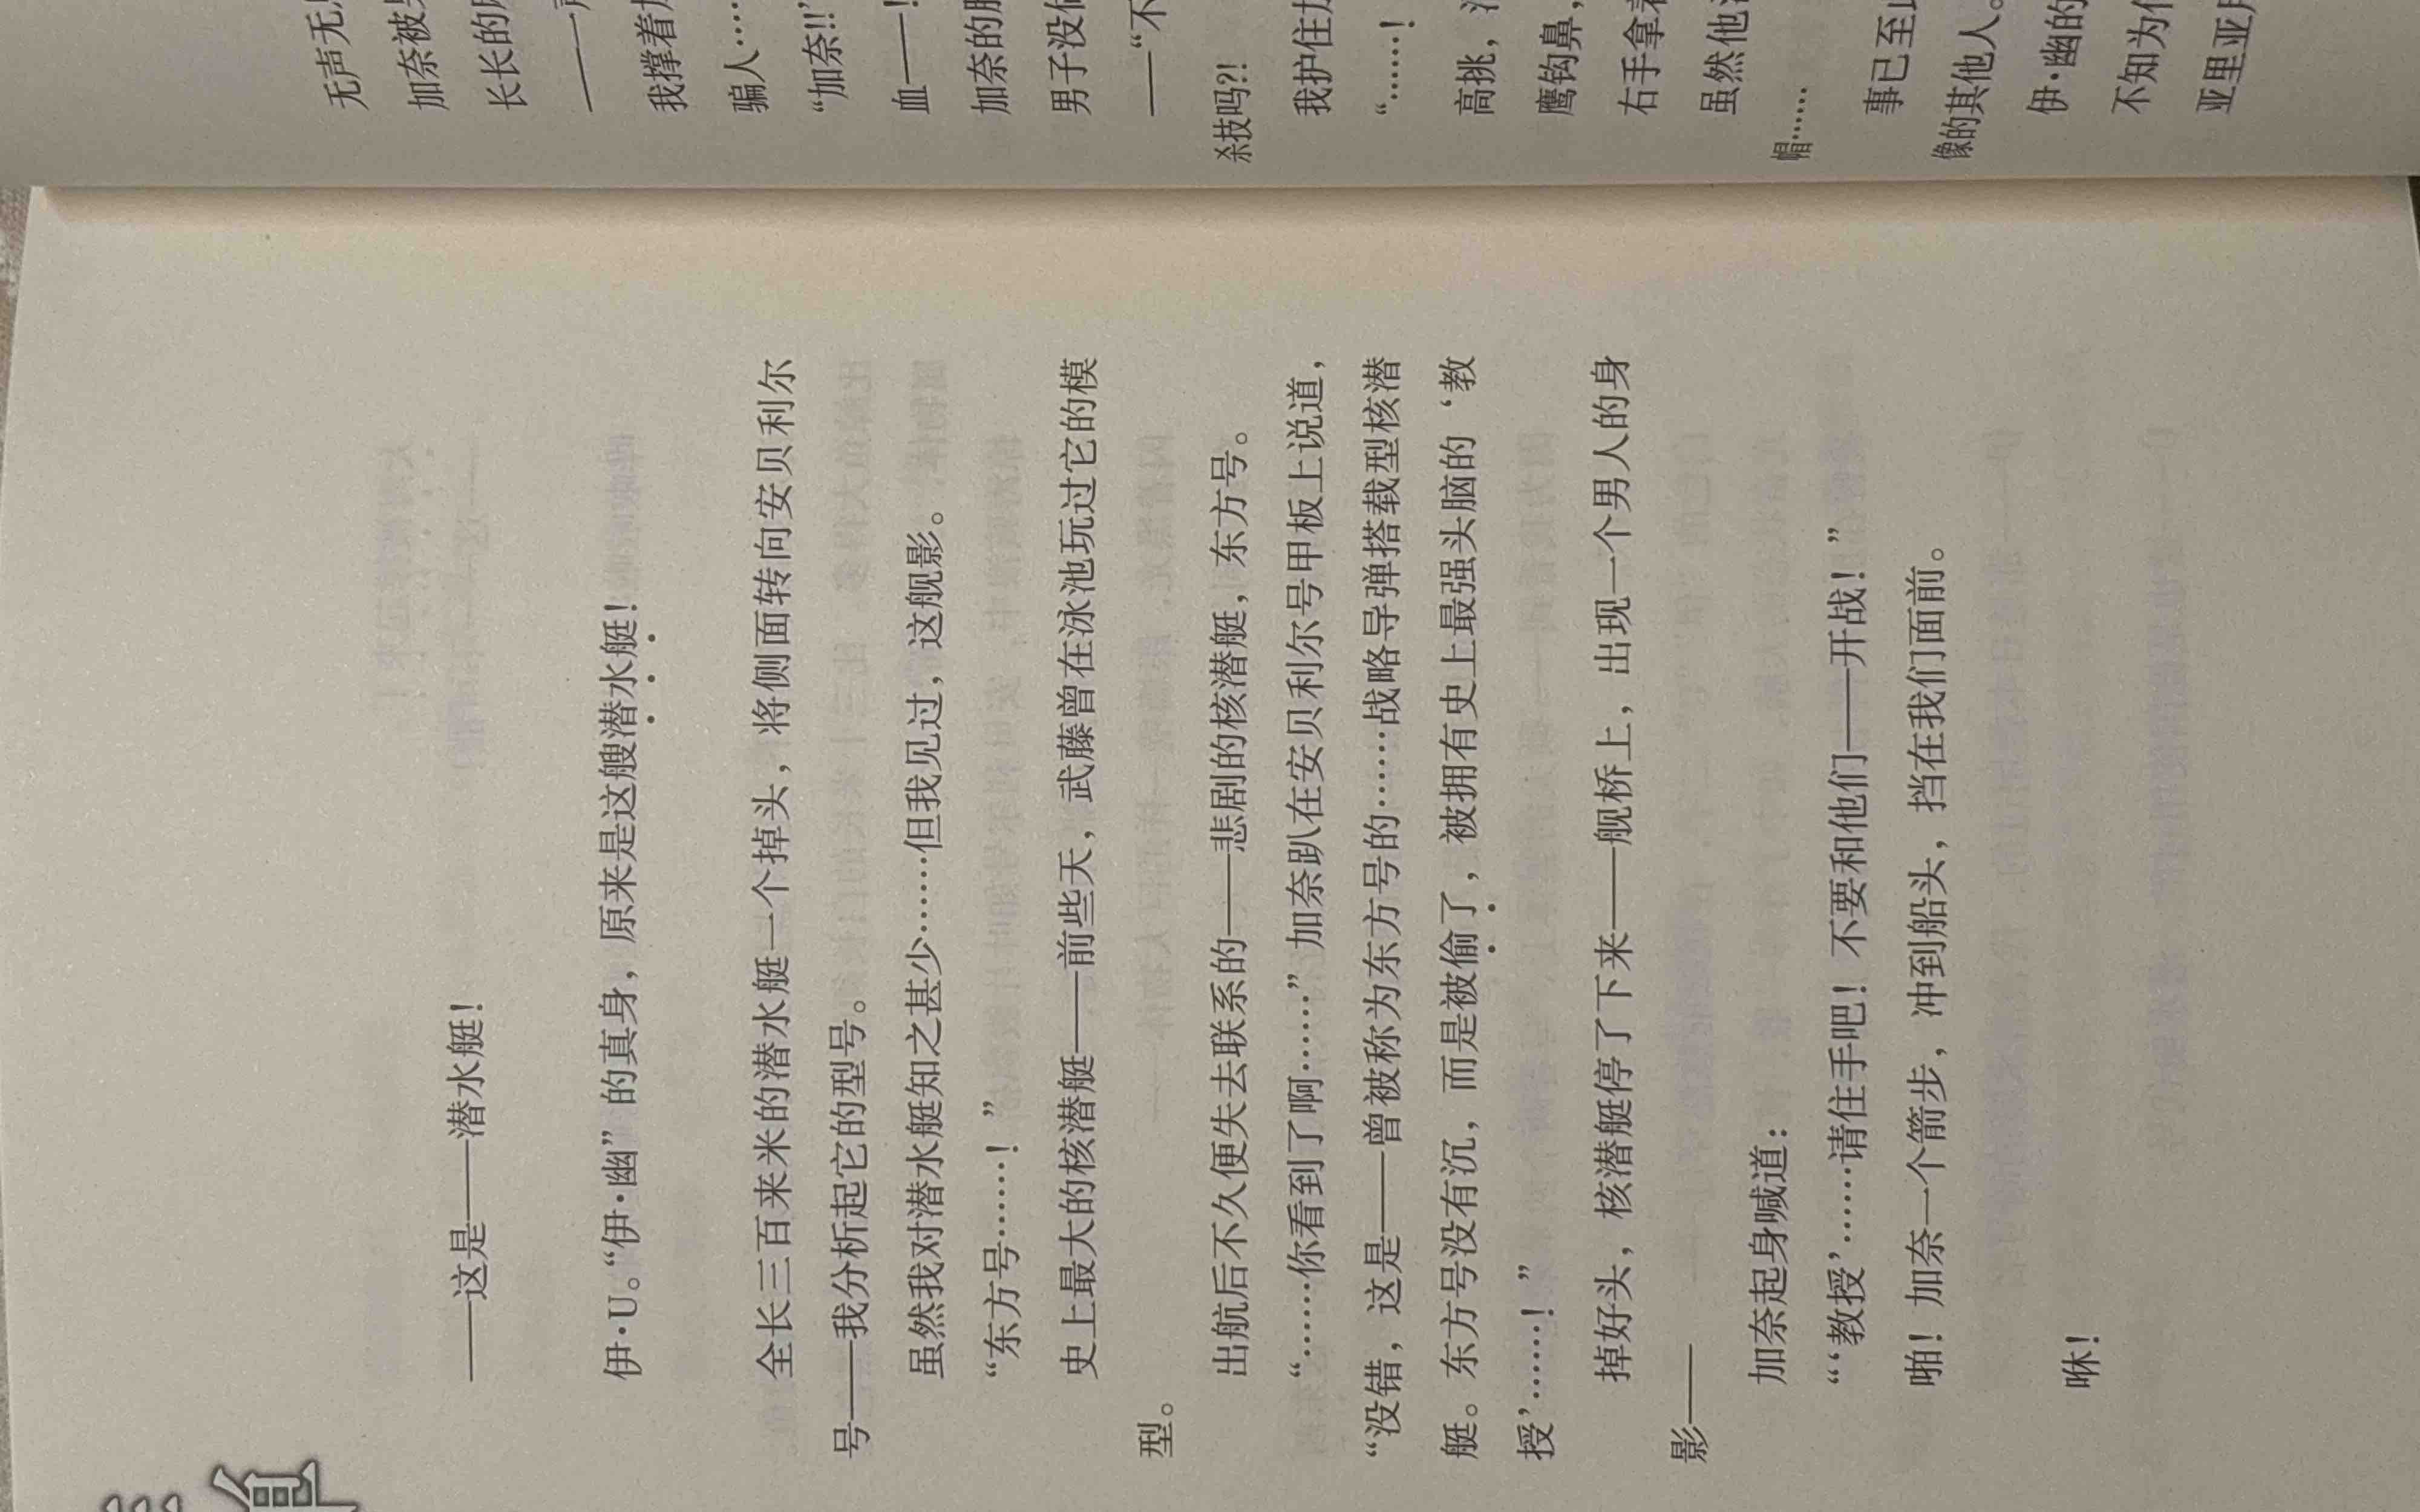 弹
——这是——潜水艇！
伊·U。“伊·幽”的真身，原来是这艘潜水艇！
全长三百来米的潜水艇一个掉头，将侧面转向安贝利尔
号——我分析起它的型号。
虽然我对潜水艇知之甚少……但我见过，这舰影。
“东方号……！”
史上最大的核潜艇——前些天，武藤曾在泳池玩过它的模
型。
出航后不久便失去联系的——悲剧的核潜艇，东方号。
“……你看到了啊……”加奈趴在安贝利尔号甲板上说道，
“没错，这是——曾被称为东方号的……战略导弹搭载型核潜
艇。东方号没有沉，而是被偷了，被拥有史上最强头脑的‘教
授’……！”
掉好头，核潜艇停了下来——舰桥上，出现一个男人的身
影——
加奈起身喊道：
“‘教授’……请住手吧！不要和他们——开战！”
啪！加奈一个箭步，冲到船头，挡在我们面前。
咻！
无声无
加奈被
长长的
——
我撑着
骗人……
“加奈!!”
血——！
加奈的
男子没
——“不
杀技吗?!
我护住
“……！
高挑，
鹰钩鼻，
右手拿
虽然他
帽……
事已至
像的其他人。
伊·幽的
不知为
亚里亚